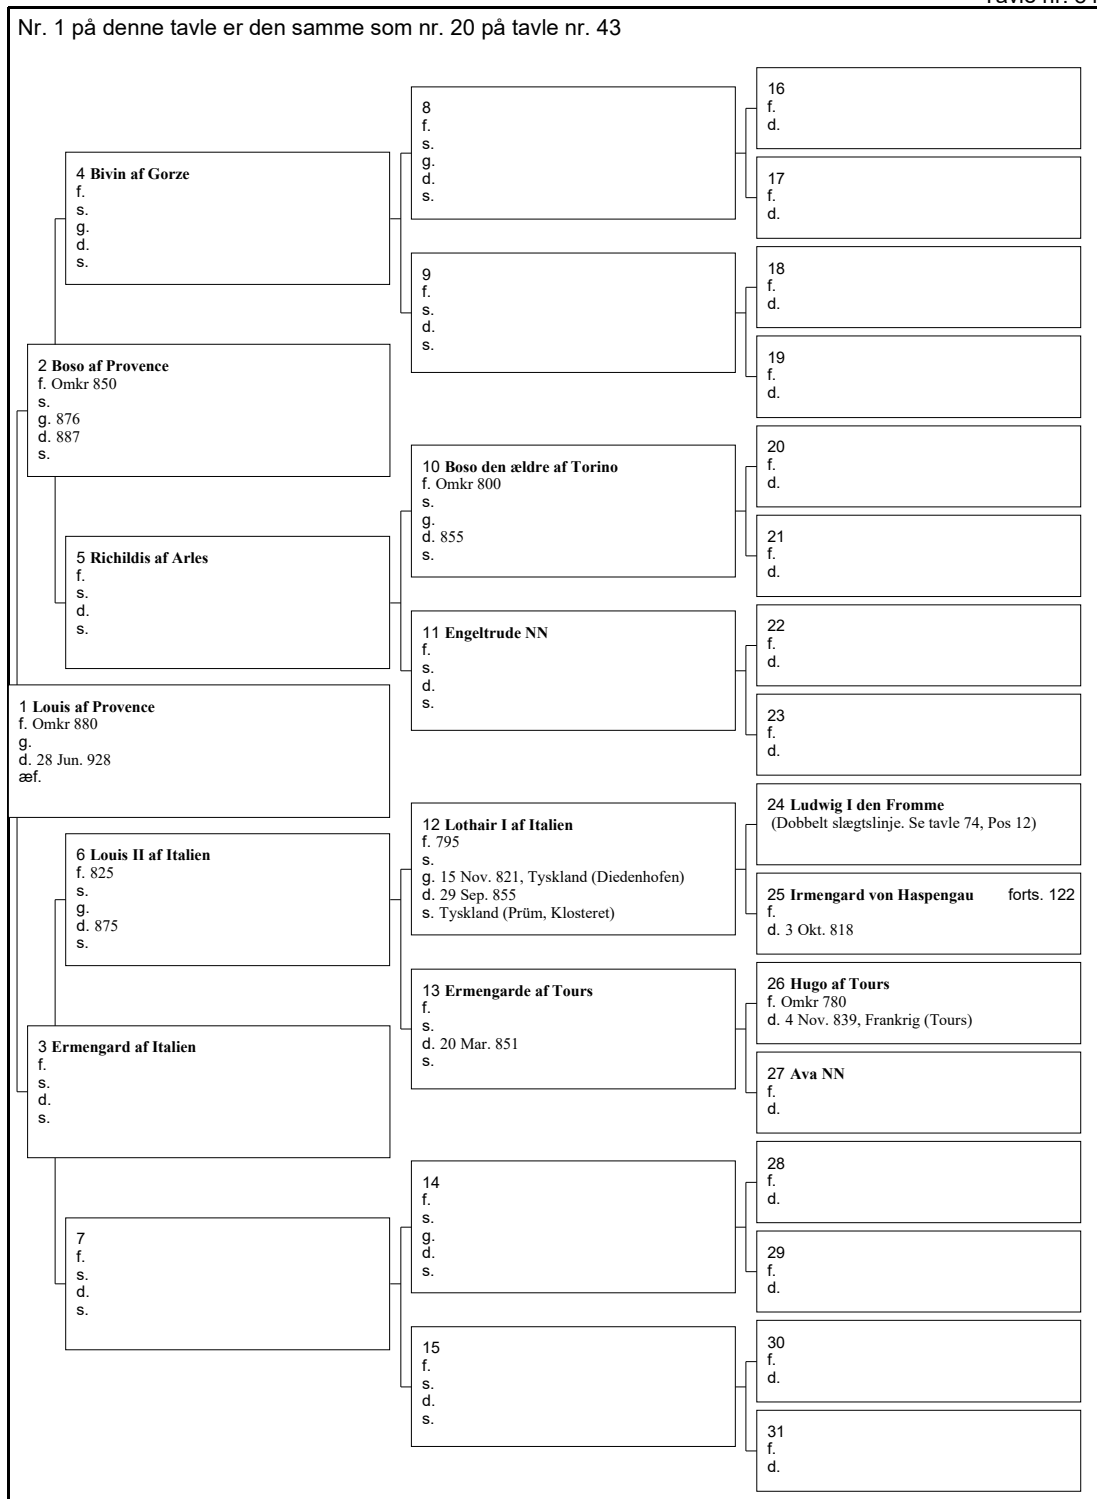 Nr. 1 på denne tavle er den samme som nr. 20 på tavle nr. 43
16
f.
d.
8
f.
s.
g.
d.
s.
17
f.
d.
4 Bivin af Gorze
f.
s.
g.
d.
s.
18
f.
d.
9
f.
s.
d.
s.
19
f.
d.
2 Boso af Provence
f. Omkr 850
s.
g. 876
d. 887
s.
20
f.
d.
10 Boso den ældre af Torino
f. Omkr 800
s.
g.
d. 855
s.
21
f.
d.
5 Richildis af Arles
f.
s.
d.
s.
22
f.
d.
11 Engeltrude NN
f.
s.
d.
s.
23
f.
d.
1 Louis af Provence
f. Omkr 880
g.
d. 28 Jun. 928
æf.
24 Ludwig I den Fromme
(Dobbelt slægtslinje. Se tavle 74, Pos 12)
12 Lothair I af Italien
f. 795
s.
g. 15 Nov. 821, Tyskland (Diedenhofen)
d. 29 Sep. 855
s. Tyskland (Prüm, Klosteret)
6 Louis II af Italien
f. 825
s.
g.
d. 875
s.
25 Irmengard von Haspengau forts. 122
f.
d. 3 Okt. 818
13 Ermengarde af Tours
f.
s.
d. 20 Mar. 851
s.
26 Hugo af Tours
f. Omkr 780
d. 4 Nov. 839, Frankrig (Tours)
3 Ermengard af Italien
f.
s.
d.
s.
27 Ava NN
f.
d.
28
f.
d.
14
f.
s.
g.
d.
s.
29
f.
d.
7
f.
s.
d.
s.
30
f.
d.
15
f.
s.
d.
s.
31
f.
d.